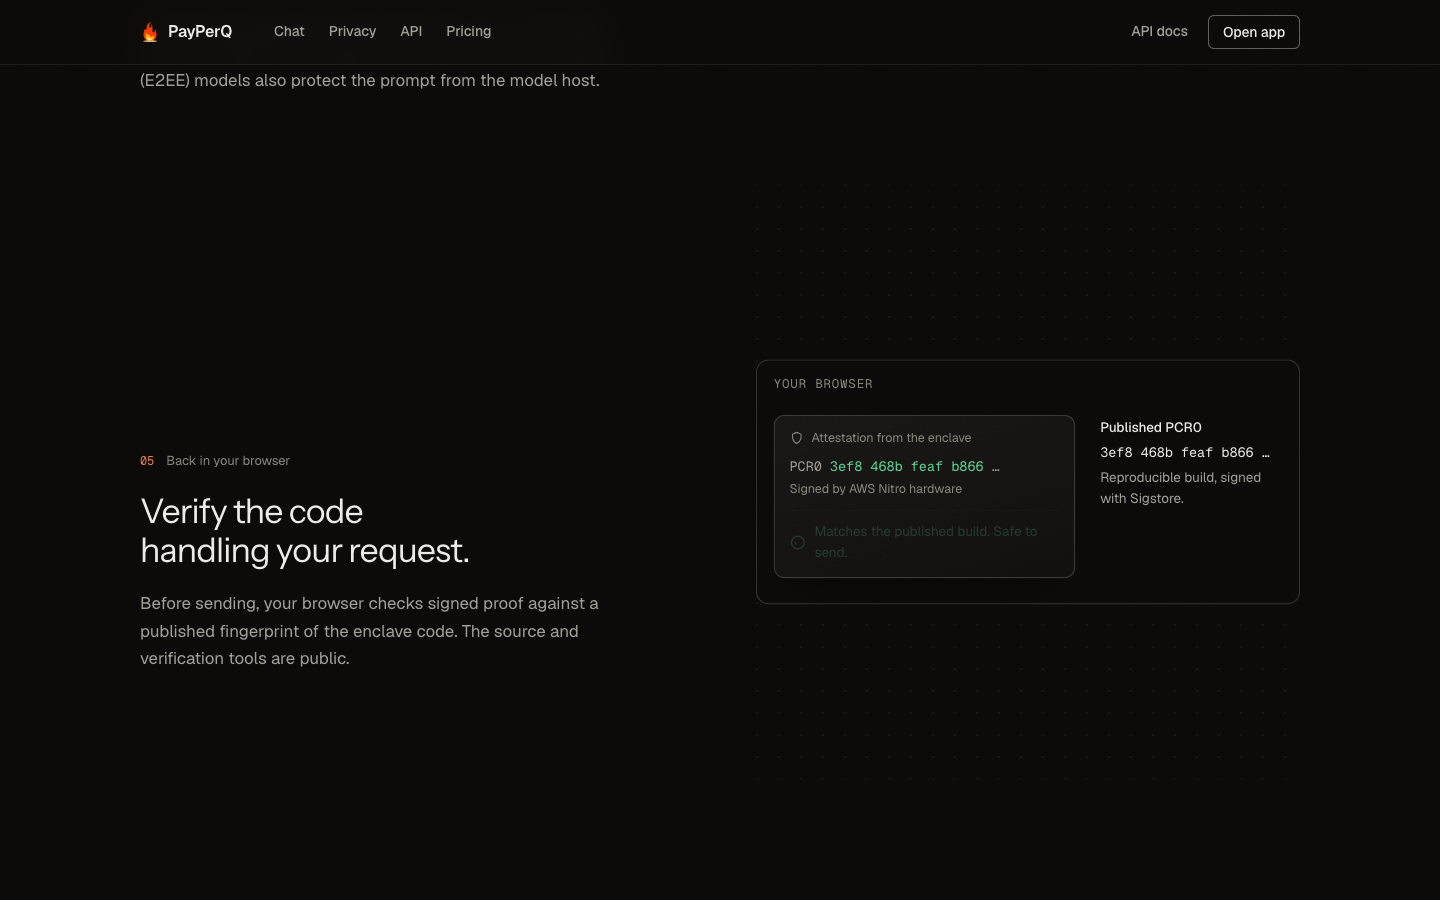 PayPerQ
Chat
Privacy
API
Pricing
API docs
Open app
(E2EE) models also protect the prompt from the model host.
05 Back in your browser
Verify the code
handling your request.
Before sending, your browser checks signed proof against a
published fingerprint of the enclave code. The source and
verification tools are public.
YOUR BROWSER
Attestation from the enclave
PCR0 3ef8 468b feaf b866 …
Signed by AWS Nitro hardware
Matches the published build. Safe to
send.
Published PCR0
3ef8 468b feaf b866 …
Reproducible build, signed
with Sigstore.